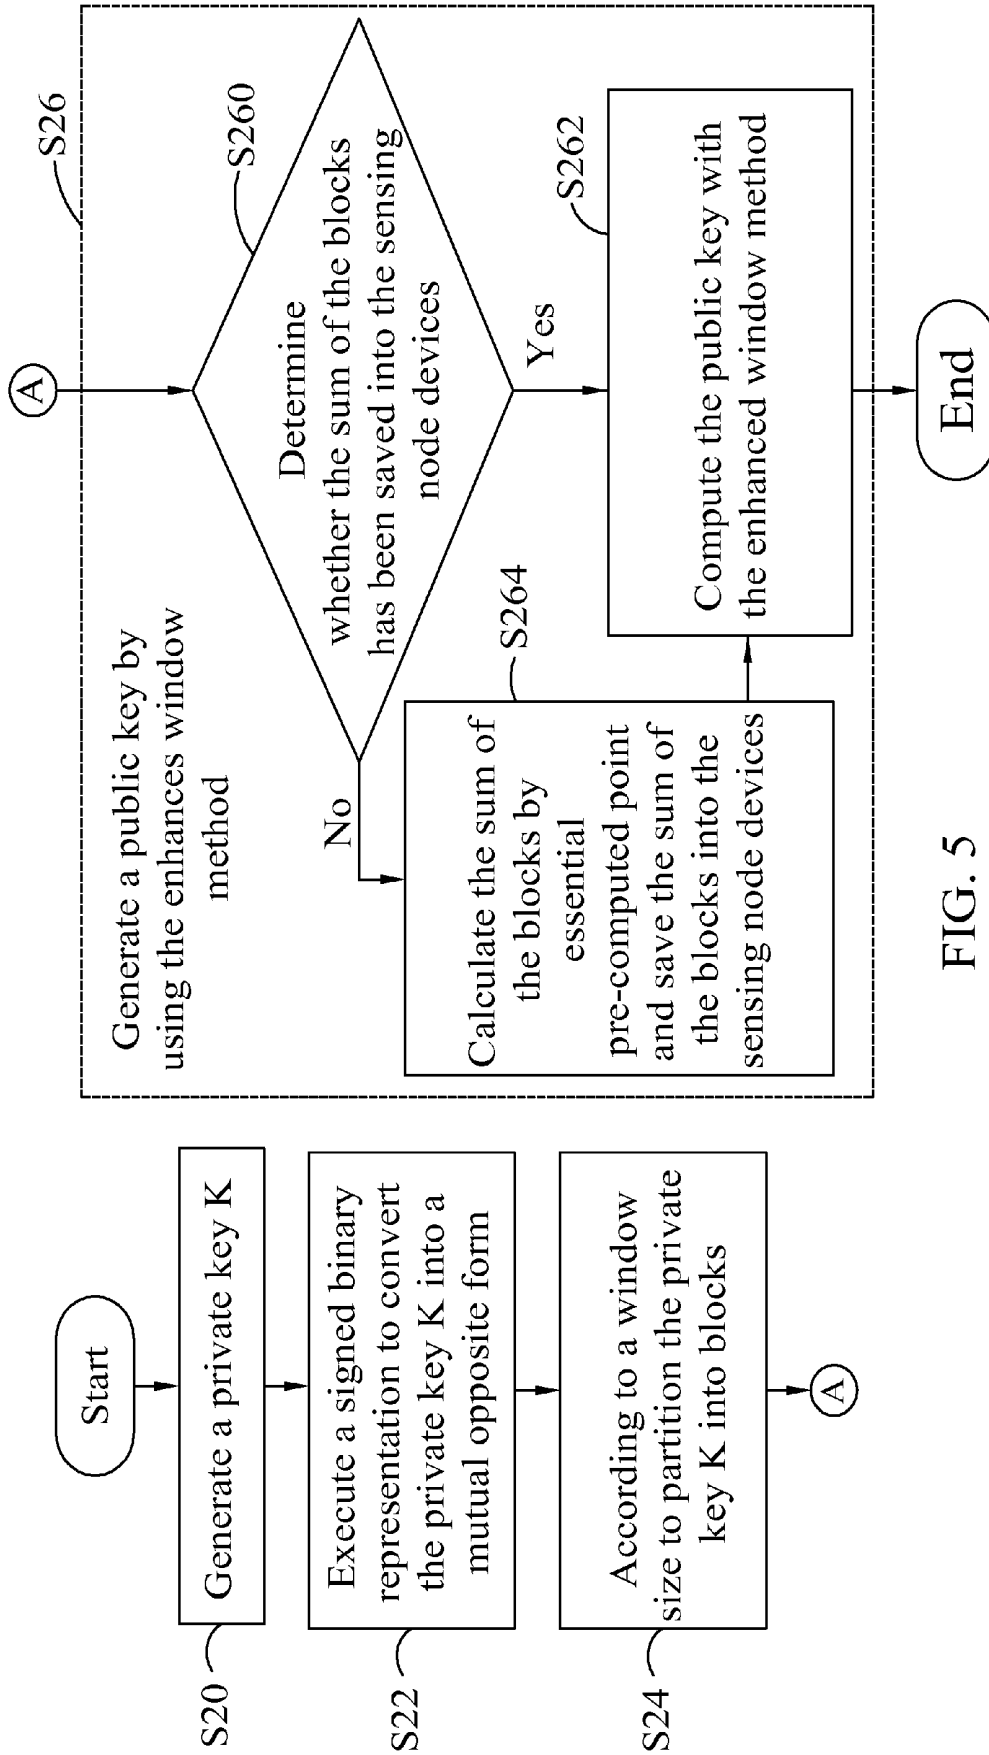 Start
S20
Generate a private key K
S22
Execute a signed binary
representation to convert
the private key K into a
mutual opposite form
S24
According to a window
size to partition the private
key K into blocks
A
A
S26
Generate a public key by
using the enhances window
method
S260
Determine
whether the sum of the blocks
has been saved into the sensing
node devices
No
Yes
S264
Calculate the sum of
the blocks by
essential
pre-computed point
and save the sum of
the blocks into the
sensing node devices
S262
Compute the public key with
the enhanced window method
End
FIG. 5